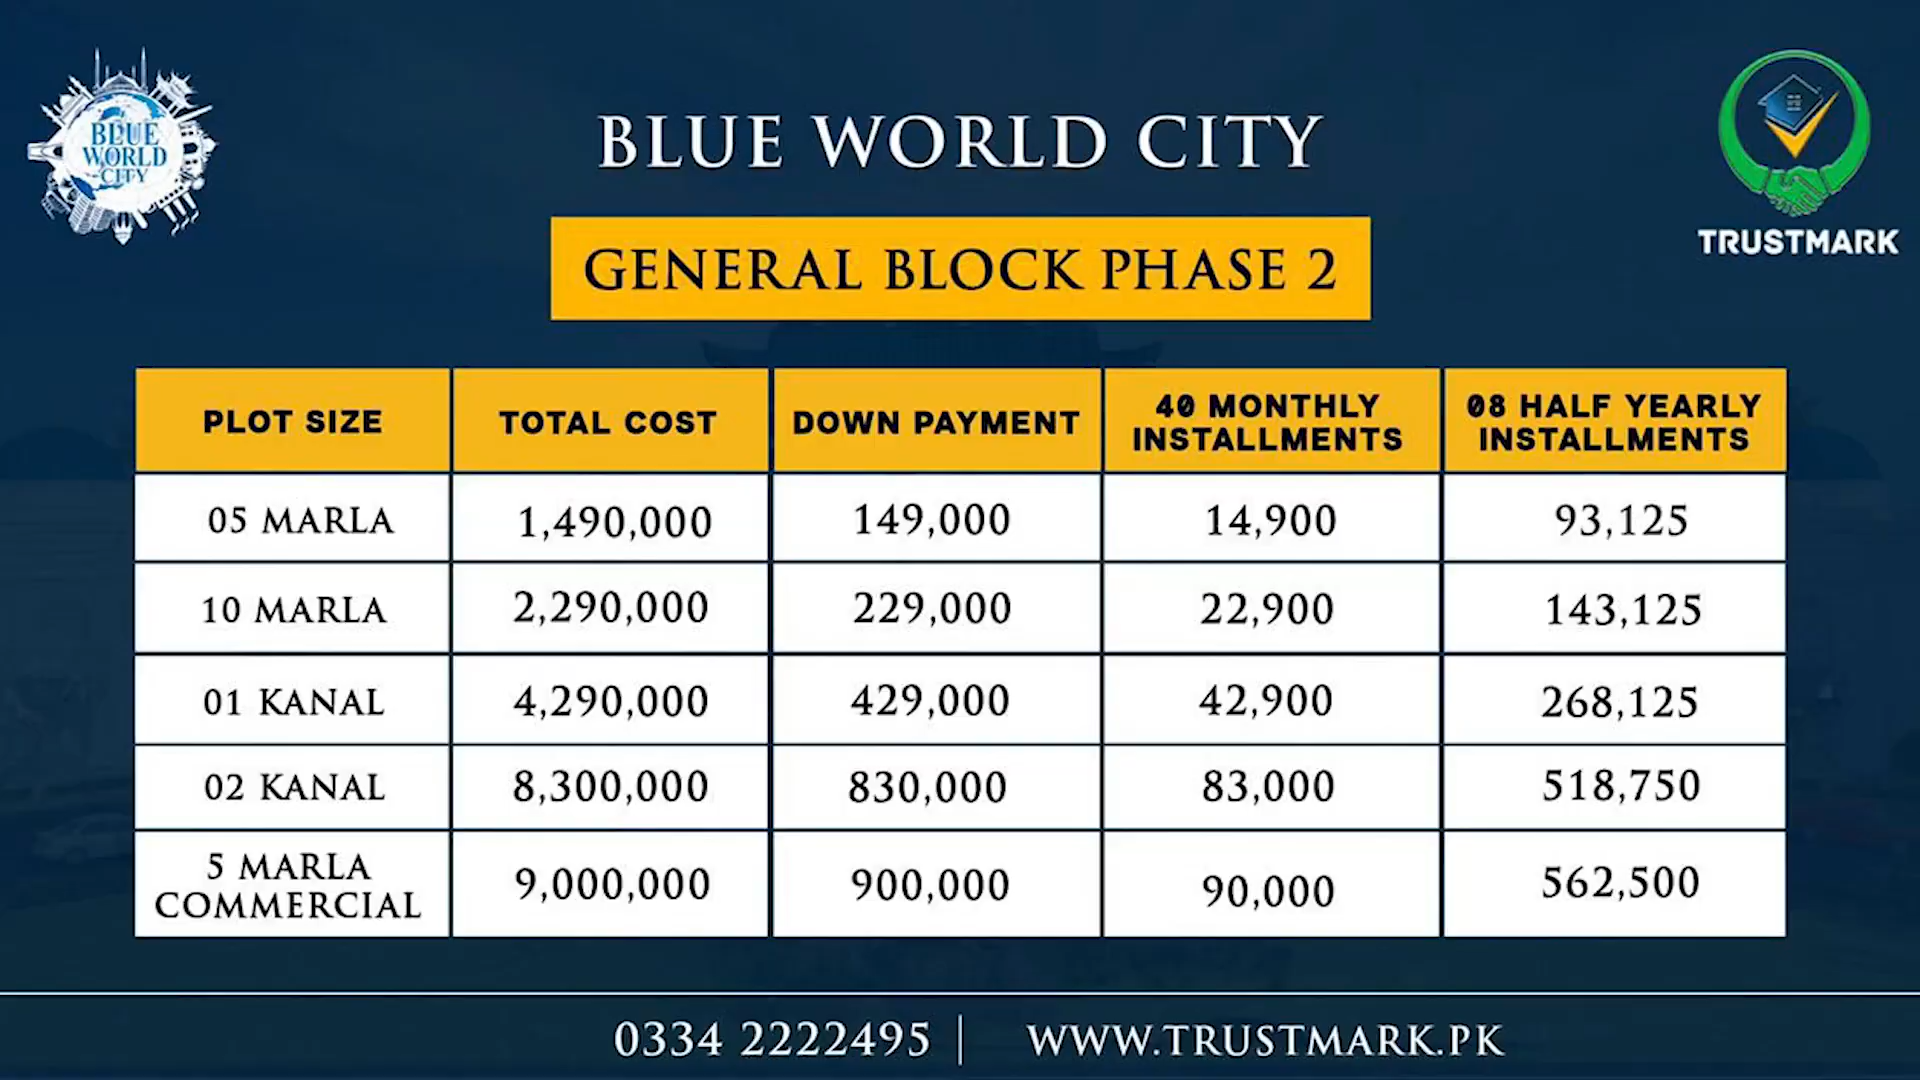 BLUE
WORLD
CITY
BLUE WORLD CITY
TRUSTMARK
GENERAL BLOCK PHASE 2
PLOT SIZE TOTAL COST DOWN PAYMENT 40 MONTHLY INSTALLMENTS 08 HALF YEARLY INSTALLMENTS
05 MARLA 1,490,000 149,000 14,900 93,125
10 MARLA 2,290,000 229,000 22,900 143,125
01 KANAL 4,290,000 429,000 42,900 268,125
02 KANAL 8,300,000 830,000 83,000 518,750
5 MARLA COMMERCIAL 9,000,000 900,000 90,000 562,500
0334 2222495 | WWW.TRUSTMARK.PK